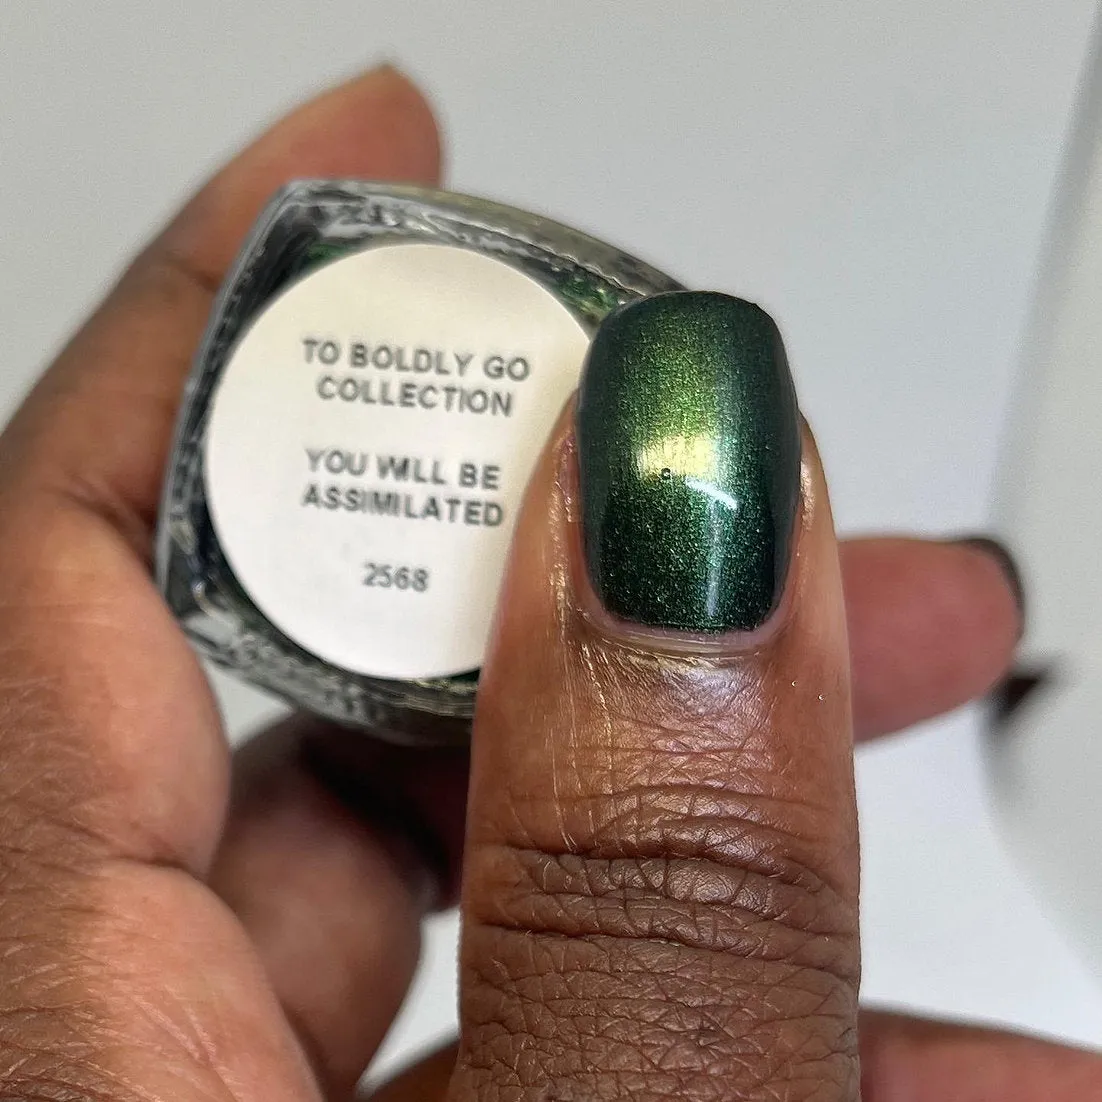 TO BOLDLY GO
COLLECTION
YOU WILL BE
ASSIMILATED
2568